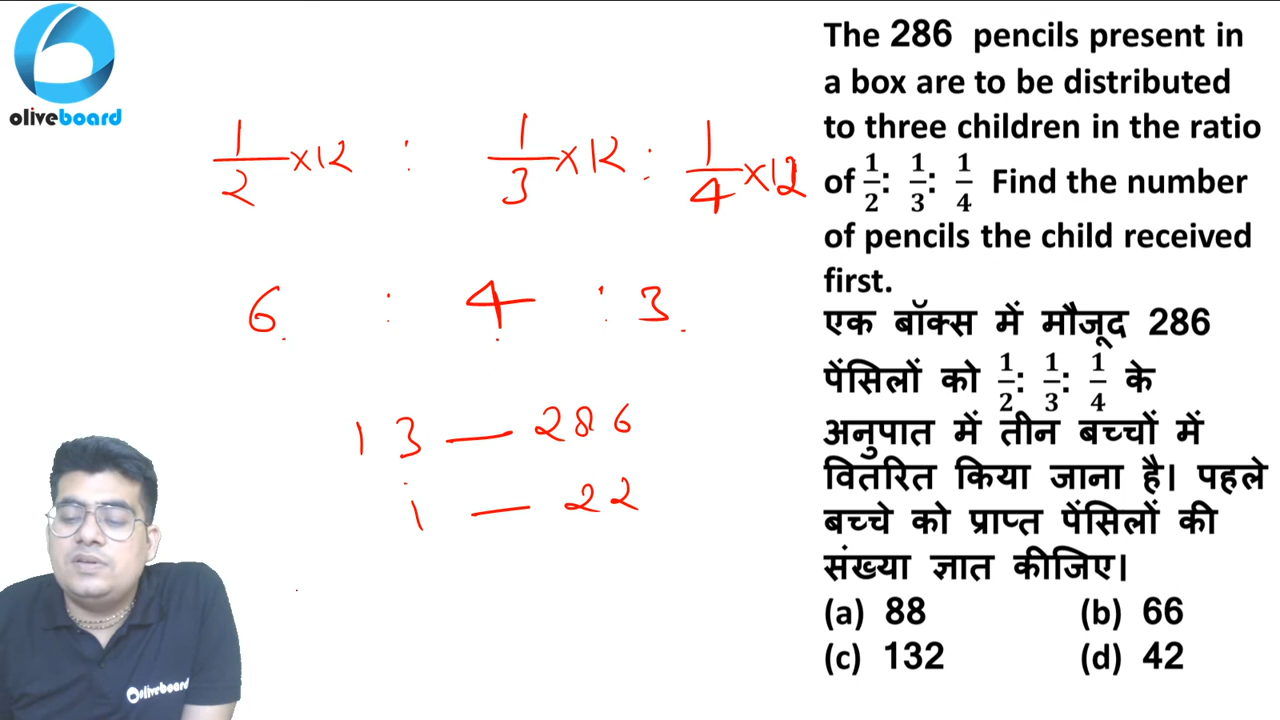 oliveboard
1/2 ×12 : 1/3 ×12 : 1/4 ×12
6 : 4 : 3
13 — 286
1 — 22
oliveboard
The 286 pencils present in
a box are to be distributed
to three children in the ratio
of 1/2: 1/3: 1/4 Find the number
of pencils the child received
first.
एक बॉक्स में मौजूद 286
पेंसिलों को 1/2: 1/3: 1/4 के
अनुपात में तीन बच्चों में
वितरित किया जाना है। पहले
बच्चे को प्राप्त पेंसिलों की
संख्या ज्ञात कीजिए।
(a) 88 (b) 66
(c) 132 (d) 42